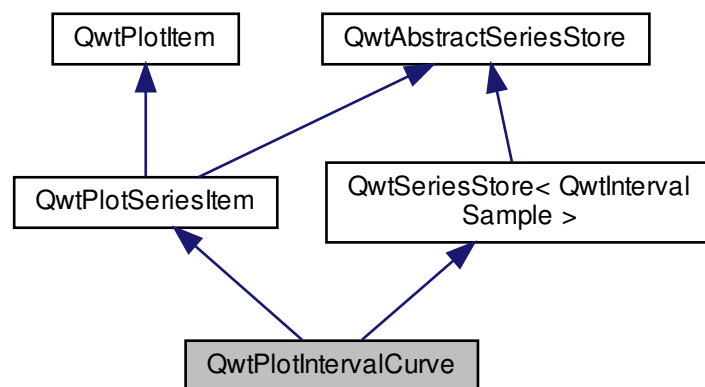 QwtPlotItem
QwtAbstractSeriesStore
QwtPlotSeriesItem
QwtSeriesStore< QwtInterval
Sample >
QwtPlotIntervalCurve